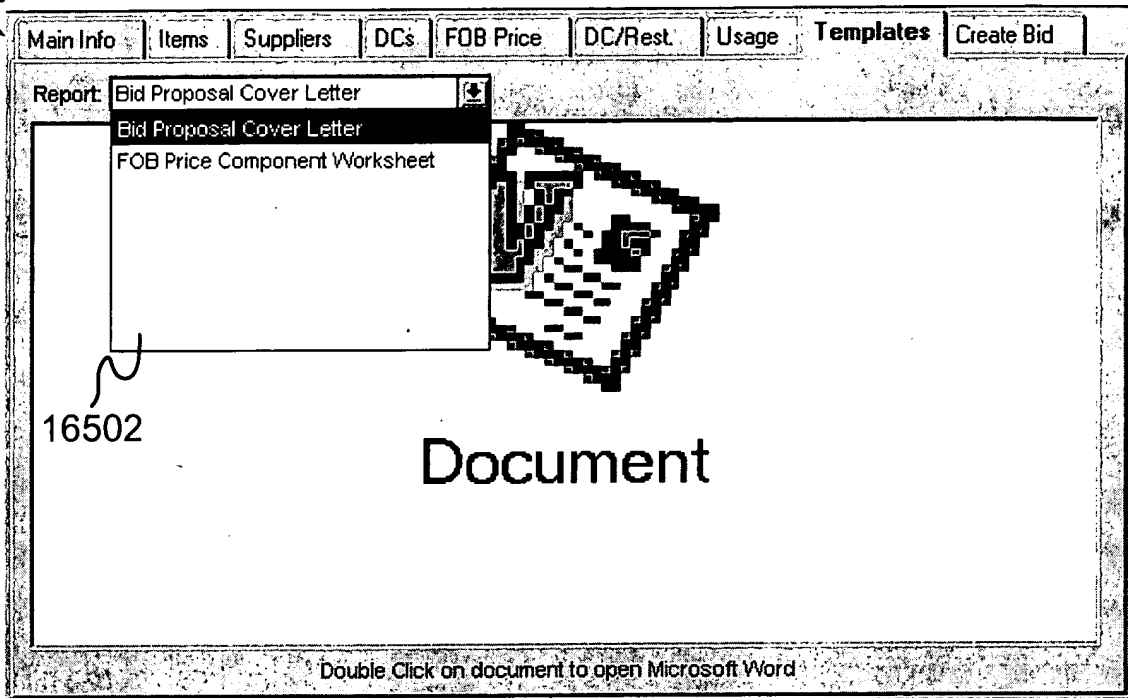 Main Info Items Suppliers DCs FOB Price DC/Rest. Usage Templates Create Bid
Report: Bid Proposal Cover Letter
Bid Proposal Cover Letter
FOB Price Component Worksheet
16502
Document
Double Click on document to open Microsoft Word